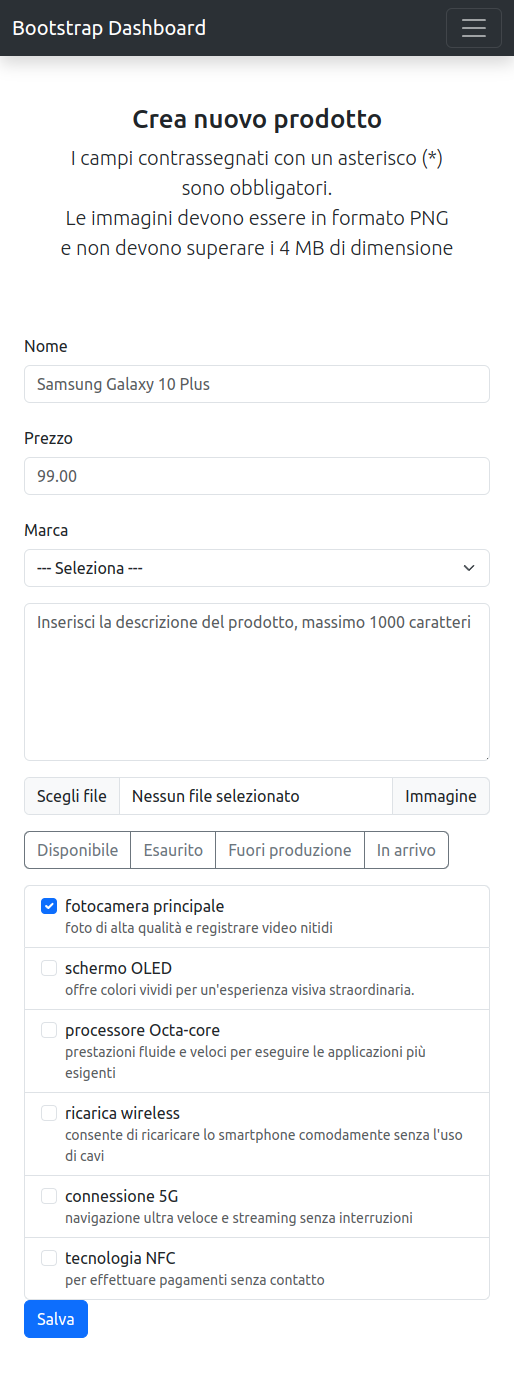 Bootstrap Dashboard
Crea nuovo prodotto
I campi contrassegnati con un asterisco (*)
sono obbligatori.
Le immagini devono essere in formato PNG
e non devono superare i 4 MB di dimensione
Nome
Samsung Galaxy 10 Plus
Prezzo
99.00
Marca
--- Seleziona ---
Inserisci la descrizione del prodotto, massimo 1000 caratteri
Scegli file Nessun file selezionato Immagine
Disponibile Esaurito Fuori produzione In arrivo
fotocamera principale
foto di alta qualità e registrare video nitidi
schermo OLED
offre colori vividi per un'esperienza visiva straordinaria.
processore Octa-core
prestazioni fluide e veloci per eseguire le applicazioni più
esigenti
ricarica wireless
consente di ricaricare lo smartphone comodamente senza l'uso
di cavi
connessione 5G
navigazione ultra veloce e streaming senza interruzioni
tecnologia NFC
per effettuare pagamenti senza contatto
Salva